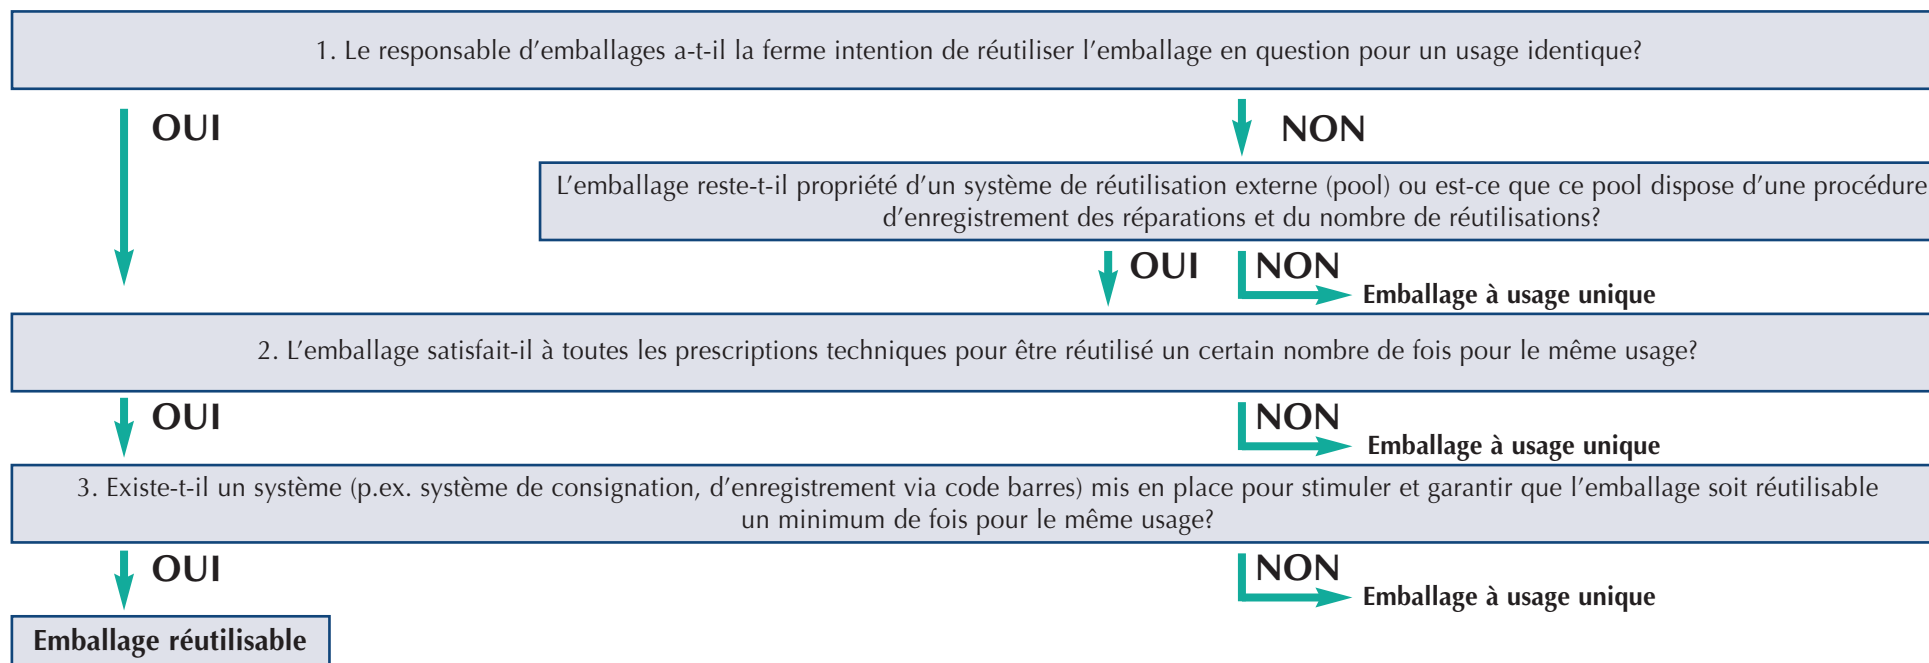 1. Le responsable d’emballages a-t-il la ferme intention de réutiliser l’emballage en question pour un usage identique?
OUI
NON
L’emballage reste-t-il propriété d’un système de réutilisation externe (pool) ou est-ce que ce pool dispose d’une procédure
d’enregistrement des réparations et du nombre de réutilisations?
OUI
NON
Emballage à usage unique
2. L’emballage satisfait-il à toutes les prescriptions techniques pour être réutilisé un certain nombre de fois pour le même usage?
OUI
NON
Emballage à usage unique
3. Existe-t-il un système (p.ex. système de consignation, d’enregistrement via code barres) mis en place pour stimuler et garantir que l’emballage soit réutilisable
un minimum de fois pour le même usage?
OUI
NON
Emballage à usage unique
Emballage réutilisable